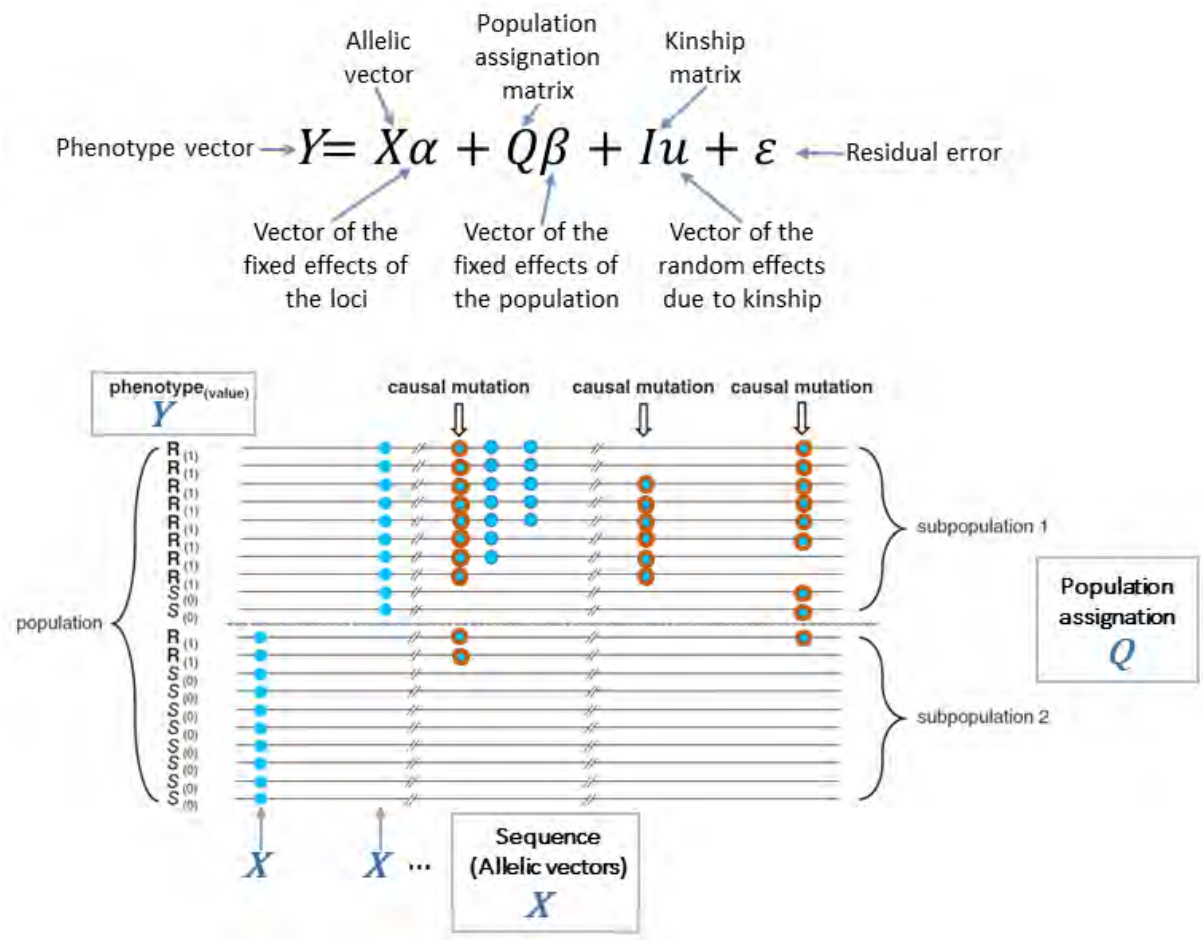 Allelic
vector
Population
assignation
matrix
Kinship
matrix
Phenotype vector
Y= Xα + Qβ + Iu + ε
Residual error
Vector of the
fixed effects of
the loci
Vector of the
fixed effects of
the population
Vector of the
random effects
due to kinship
phenotype(value)
Y
causal mutation
causal mutation
causal mutation
R (1)
R (1)
R (1)
R (1)
R (1)
R (1)
R (1)
R (1)
S (0)
S (0)
subpopulation 1
population
Population
assignation
Q
R (1)
R (1)
S (0)
S (0)
S (0)
S (0)
S (0)
S (0)
S (0)
S (0)
subpopulation 2
X
X ...
Sequence
(Allelic vectors)
X